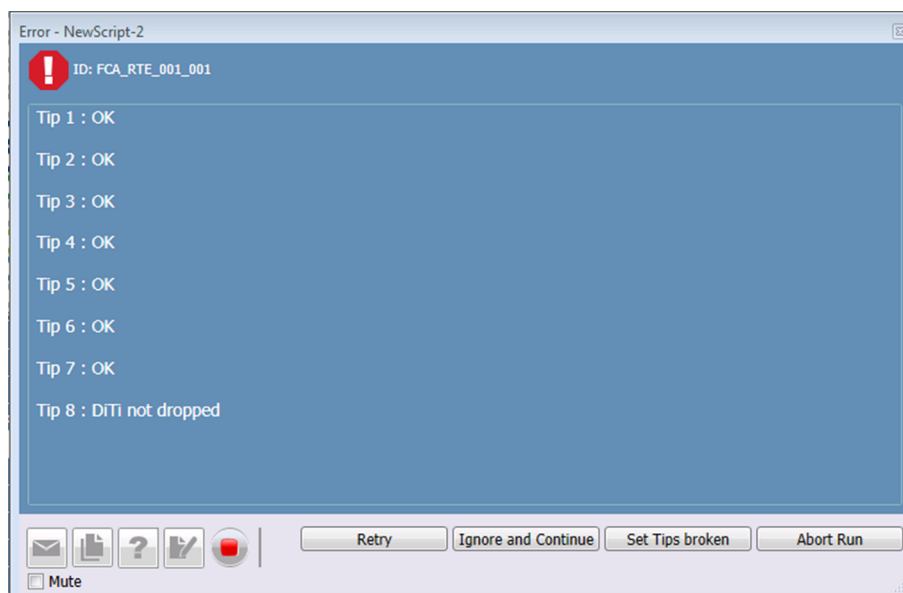 Error - NewScript-2
ID: FCA_RTE_001_001
Tip 1 : OK
Tip 2 : OK
Tip 3 : OK
Tip 4 : OK
Tip 5 : OK
Tip 6 : OK
Tip 7 : OK
Tip 8 : DiTi not dropped
Retry Ignore and Continue Set Tips broken Abort Run
Mute